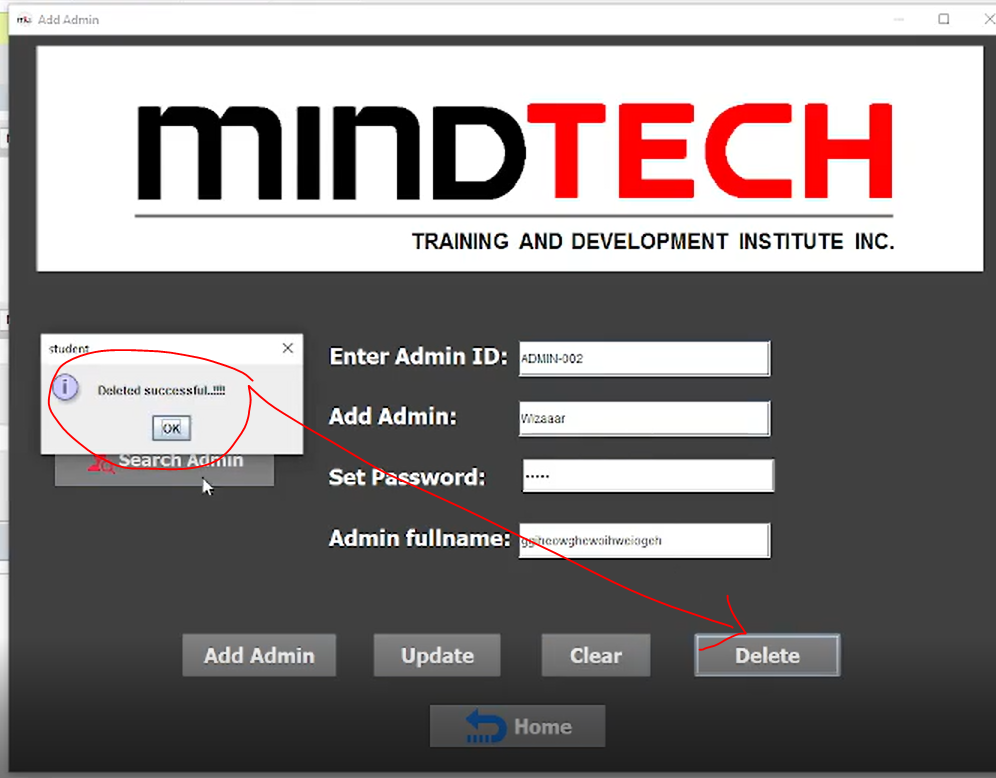 Add Admin
MINDTECH
TRAINING AND DEVELOPMENT INSTITUTE INC.
student
Deleted successful..!!!!
OK
Search Admin
Enter Admin ID: ADMIN-002
Add Admin: Wizaaar
Set Password: •••••
Admin fullname:
Add Admin Update Clear Delete
Home